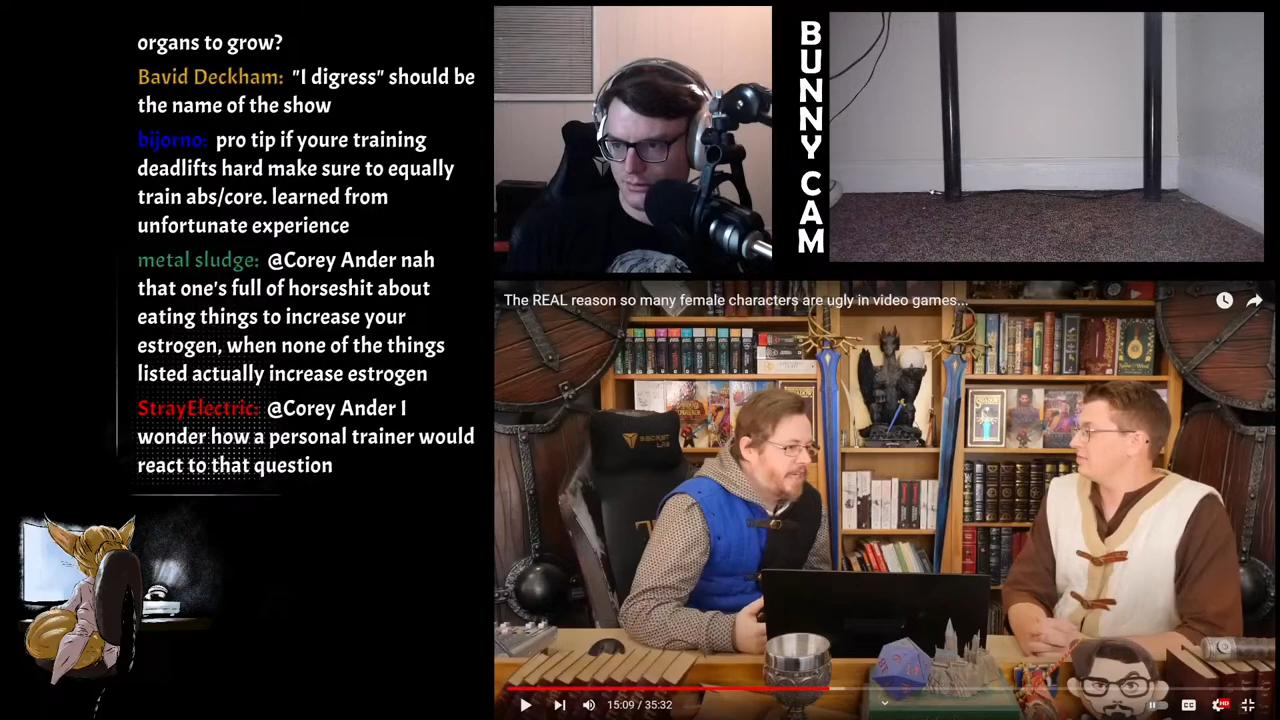 organs to grow?
Bavid Deckham: "I digress" should be
the name of the show
bijorno: pro tip if youre training
deadlifts hard make sure to equally
train abs/core. learned from
unfortunate experience
metal sludge: @Corey Ander nah
that one's full of horseshit about
eating things to increase your
estrogen, when none of the things
listed actually increase estrogen
StrayElectric: @Corey Ander I
wonder how a personal trainer would
react to that question
BUNNY CAM
The REAL reason so many female characters are ugly in video games...
SECRETLAB
15:09 / 35:32
CC
HD